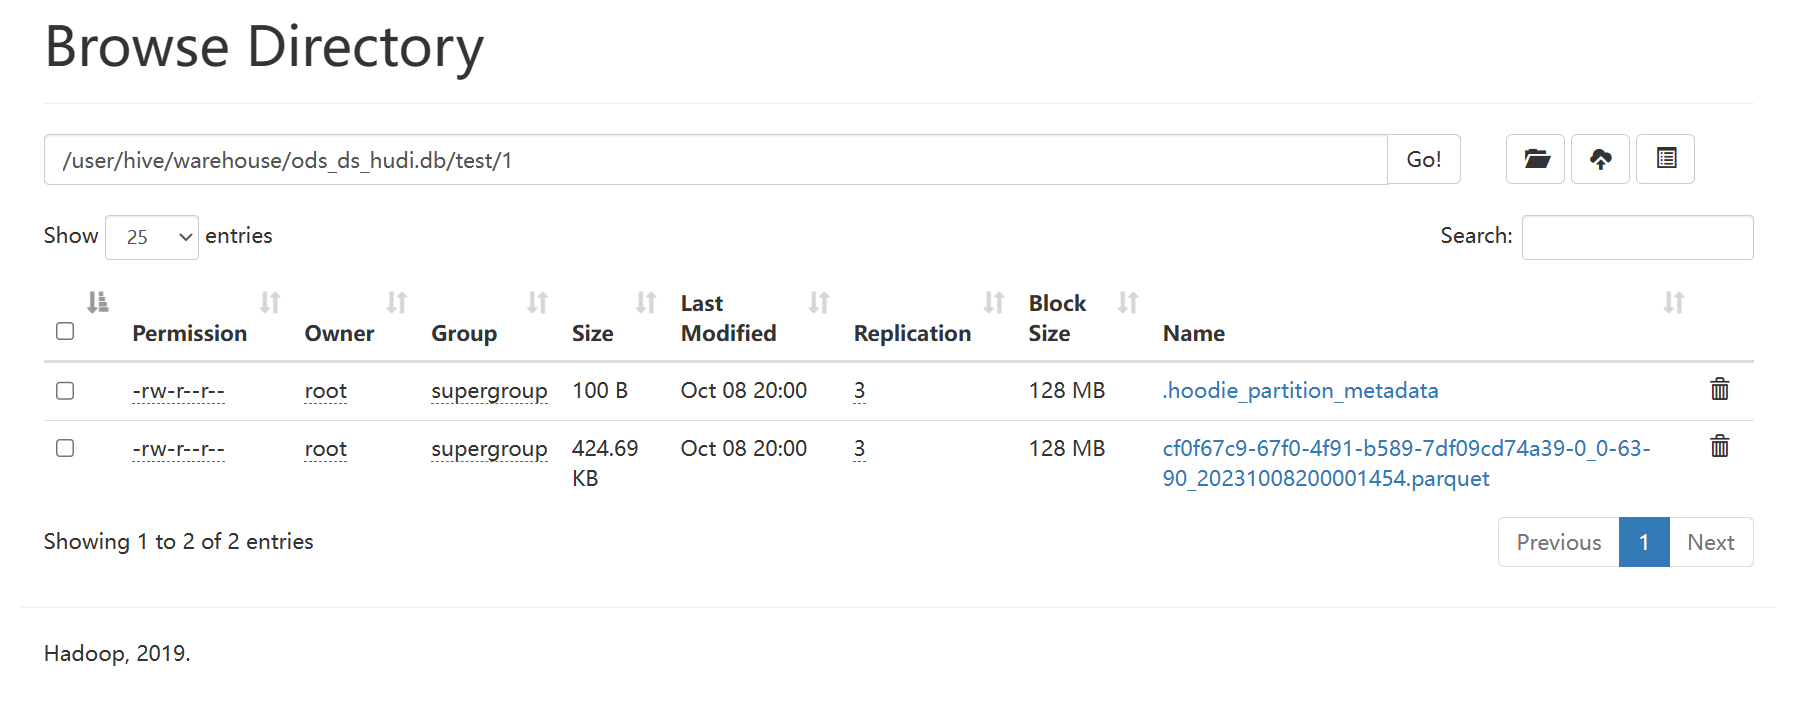 Browse Directory
/user/hive/warehouse/ods_ds_hudi.db/test/1 Go!
Show 25 entries Search:
Permission Owner Group Size Last Modified Replication Block Size Name
-rw-r--r-- root supergroup 100 B Oct 08 20:00 3 128 MB .hoodie_partition_metadata
-rw-r--r-- root supergroup 424.69 KB Oct 08 20:00 3 128 MB cf0f67c9-67f0-4f91-b589-7df09cd74a39-0_0-63-
90_20231008200001454.parquet
Showing 1 to 2 of 2 entries Previous 1 Next
Hadoop, 2019.